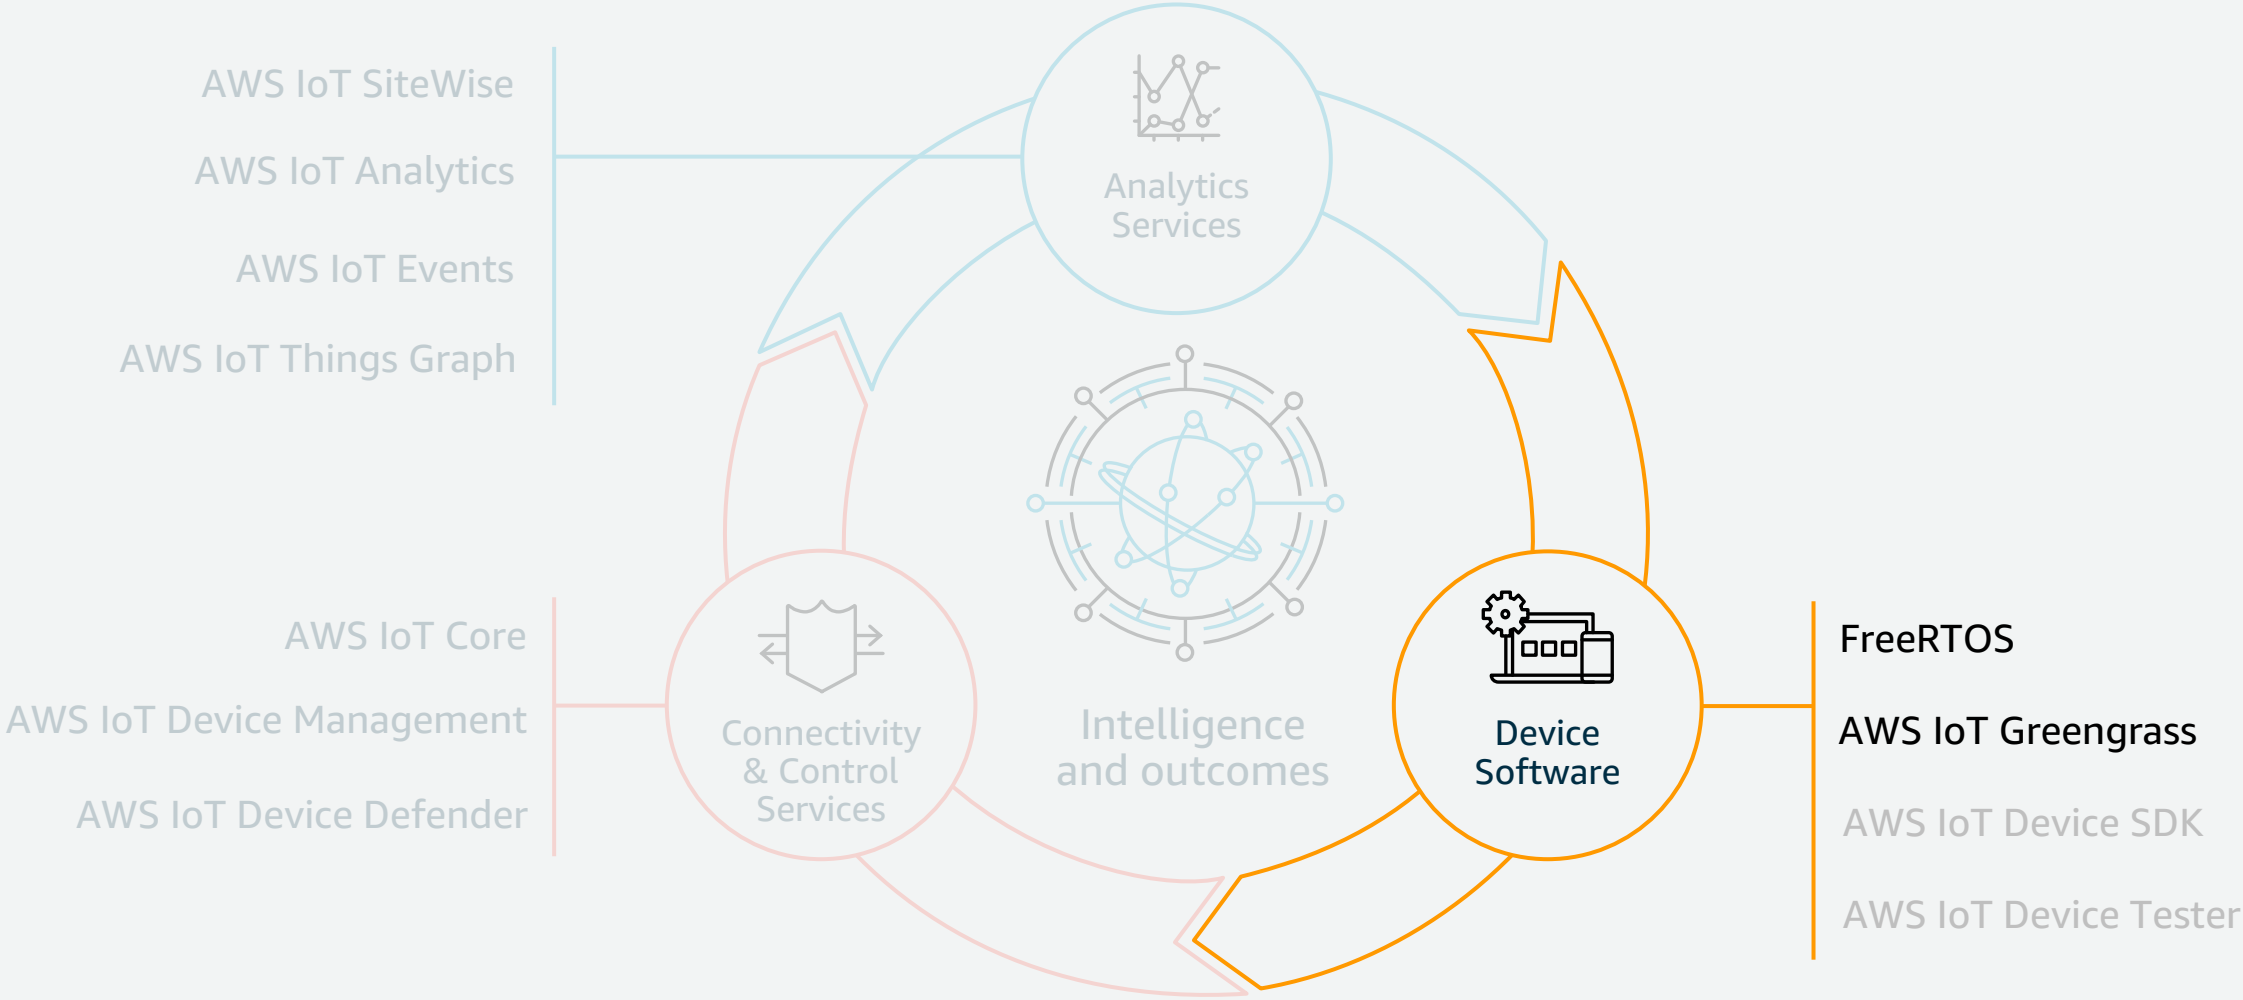 AWS IoT SiteWise
AWS IoT Analytics
AWS IoT Events
AWS IoT Things Graph
Analytics
Services
AWS IoT Core
AWS IoT Device Management
AWS IoT Device Defender
Connectivity
& Control
Services
Intelligence
and outcomes
Device
Software
FreeRTOS
AWS IoT Greengrass
AWS IoT Device SDK
AWS IoT Device Tester